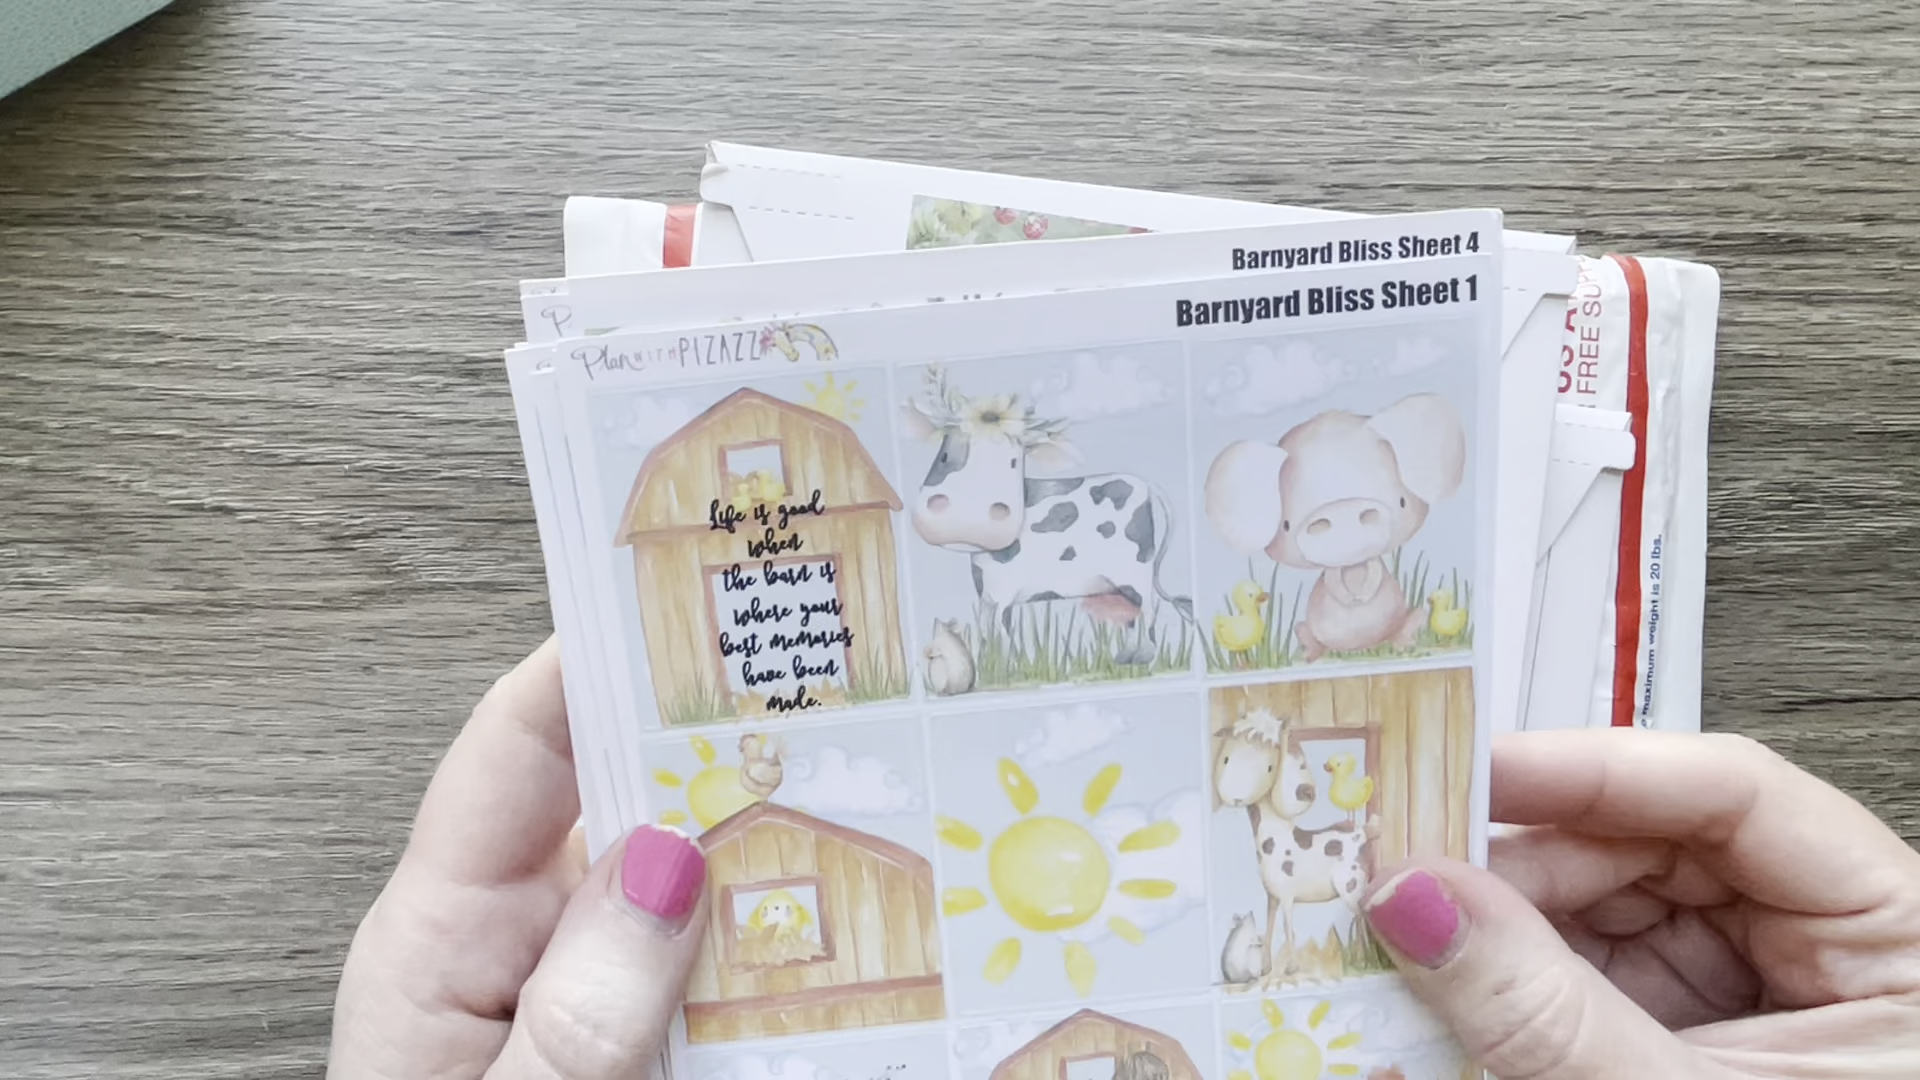 Barnyard Bliss Sheet 4
Barnyard Bliss Sheet 1
Plan WITH PIZAZZ
Life is good
when
the barn is
where your
best memories
have been
made.
FREE
maximum weight is 20 lbs.